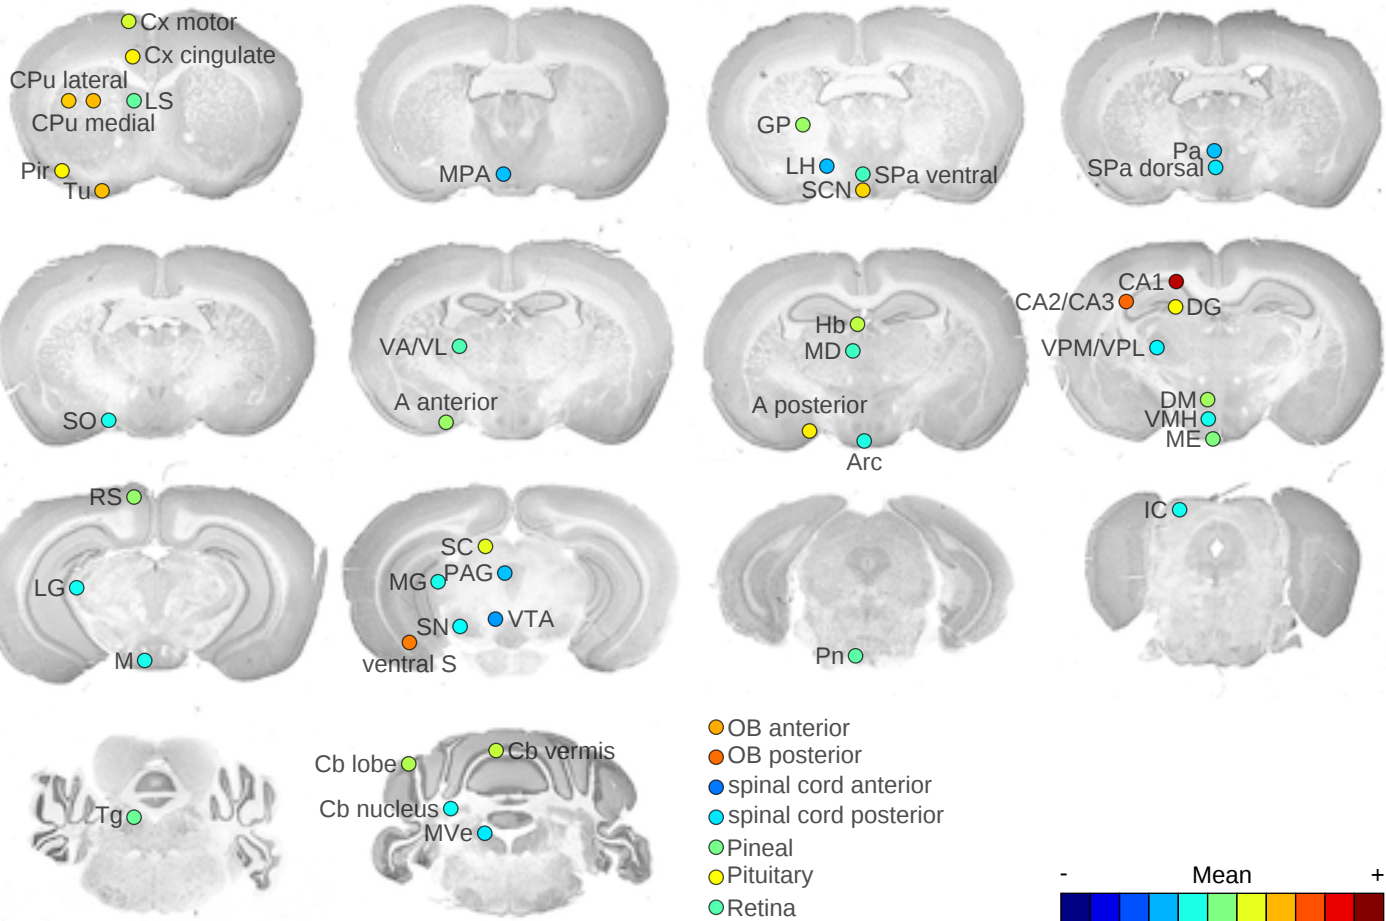 Cx motor
Cx cingulate
CPu lateral
LS
CPu medial
Pir
Tu
MPA
GP
LH
SPa ventral
SCN
Pa
SPa dorsal
SO
VA/VL
A anterior
Hb
MD
A posterior
Arc
CA1
CA2/CA3
DG
VPM/VPL
DM
VMH
ME
RS
LG
M
SC
PAG
MG
VTA
SN
ventral S
Pn
IC
Tg
Cb vermis
Cb lobe
Cb nucleus
MVe
OB anterior
OB posterior
spinal cord anterior
spinal cord posterior
Pineal
Pituitary
Retina
- Mean +